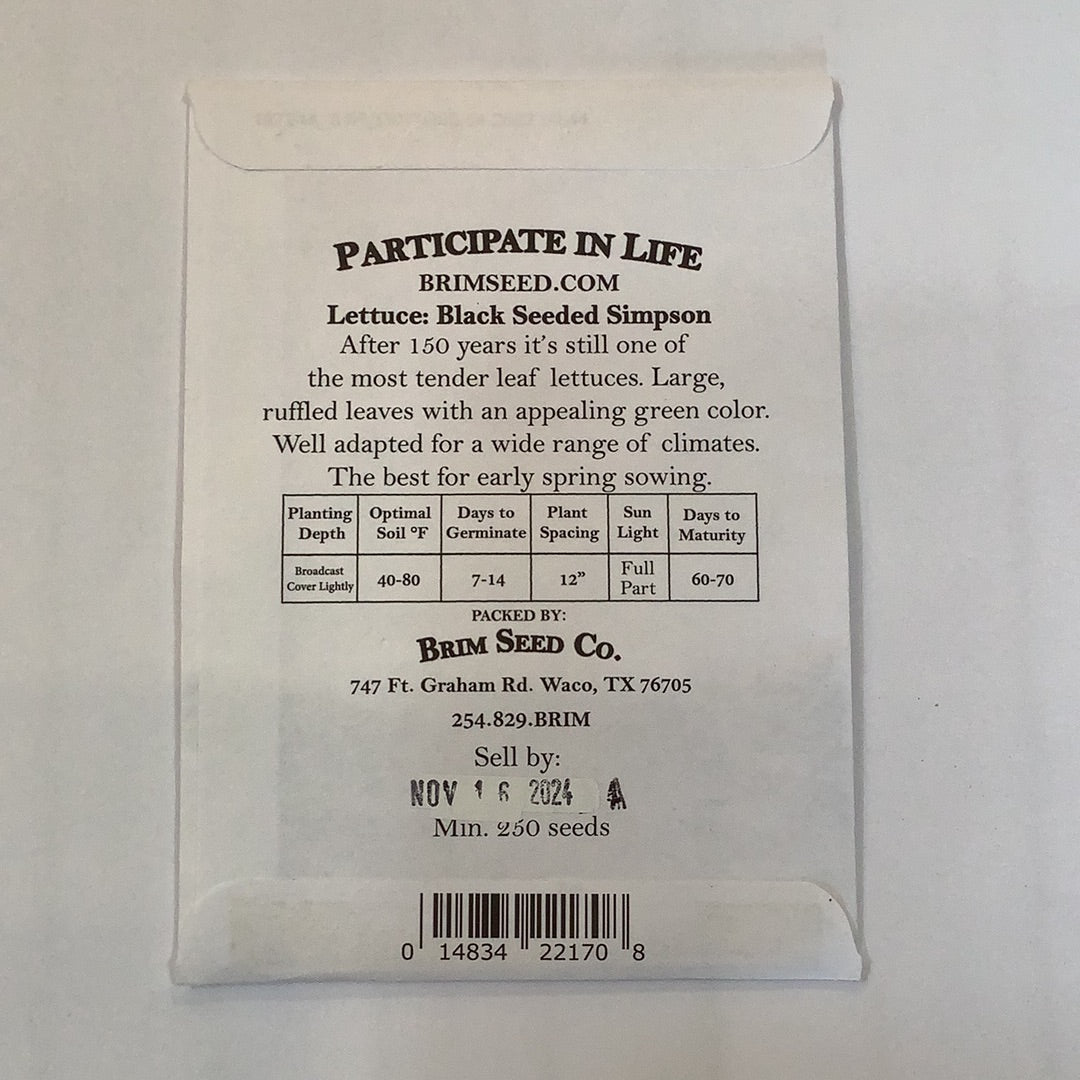 PARTICIPATE IN LIFE
BRIMSEED.COM
Lettuce: Black Seeded Simpson
After 150 years it's still one of
the most tender leaf lettuces. Large,
ruffled leaves with an appealing green color.
Well adapted for a wide range of climates.
The best for early spring sowing.
Planting Depth Optimal Soil °F Days to Germinate Plant Spacing Sun Light Days to Maturity
Broadcast Cover Lightly 40-80 7-14 12” Full Part 60-70
PACKED BY:
BRIM SEED CO.
747 Ft. Graham Rd. Waco, TX 76705
254.829.BRIM
Sell by:
NOV 16 2024 A
Min. 250 seeds
0 14834 22170 8